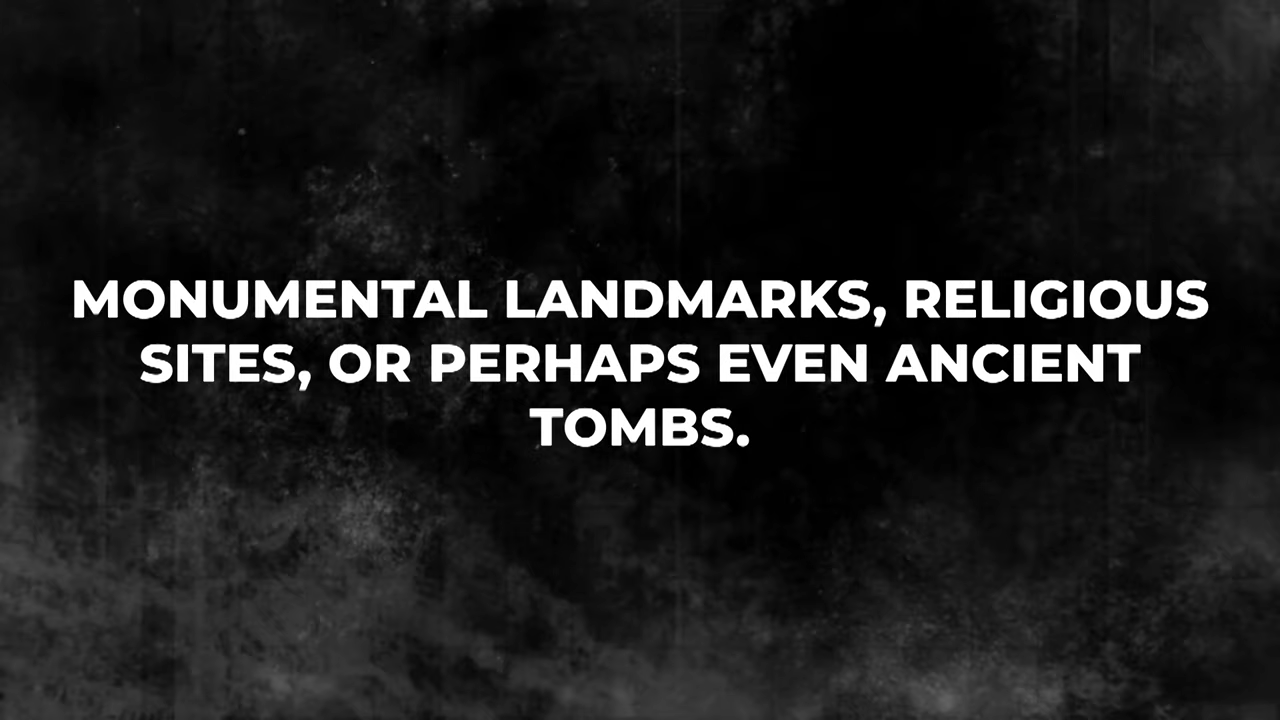 MONUMENTAL LANDMARKS, RELIGIOUS
SITES, OR PERHAPS EVEN ANCIENT
TOMBS.